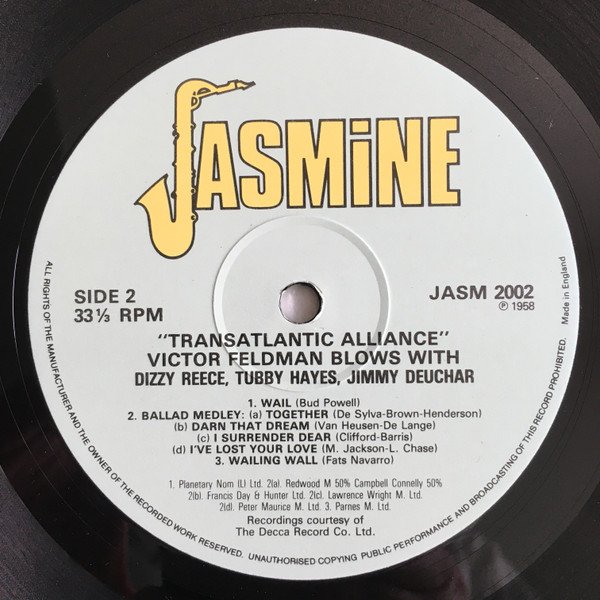 JASMiNE
SIDE 2
33 ⅓ RPM
JASM 2002
℗ 1958
Made in England
"TRANSATLANTIC ALLIANCE"
VICTOR FELDMAN BLOWS WITH
DIZZY REECE, TUBBY HAYES, JIMMY DEUCHAR
1. WAIL (Bud Powell)
2. BALLAD MEDLEY: (a) TOGETHER (De Sylva-Brown-Henderson)
(b) DARN THAT DREAM (Van Heusen-De Lange)
(c) I SURRENDER DEAR (Clifford-Barris)
(d) I'VE LOST YOUR LOVE (M. Jackson-L. Chase)
3. WAILING WALL (Fats Navarro)
1. Planetary Nom (L) Ltd. 2(a). Redwood M 50% Campbell Connelly 50%
2(b). Francis Day & Hunter Ltd. 2(c). Lawrence Wright M. Ltd.
2(d). Peter Maurice M. Ltd 3. Parnes M. Ltd.
Recordings courtesy of
The Decca Record Co. Ltd.
ALL RIGHTS OF THE MANUFACTURER AND THE OWNER OF THE RECORDED WORK RESERVED. UNAUTHORISED COPYING PUBLIC PERFORMANCE AND BROADCASTING OF THIS RECORD PROHIBITED.